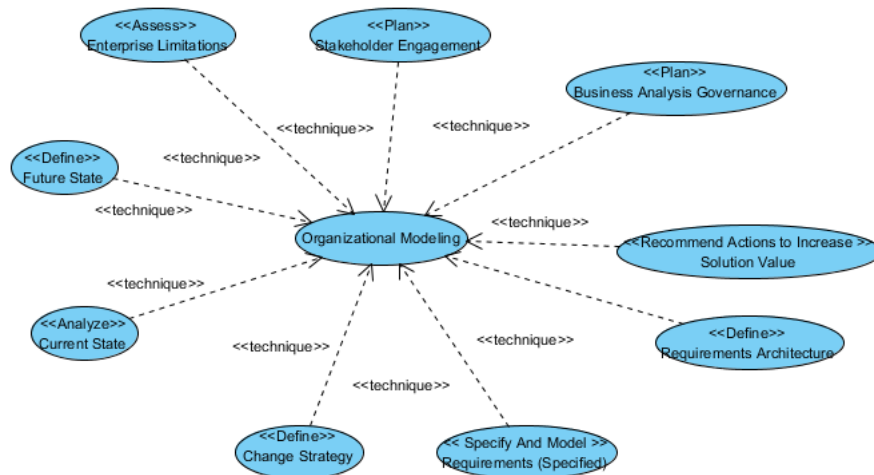 <<Assess>>
Enterprise Limitations
<<Plan>>
Stakeholder Engagement
<<Plan>>
Business Analysis Governance
<<technique>>
<<technique>>
<<technique>>
<<Define>>
Future State
<<technique>>
<<technique>>
<<technique>>
Organizational Modeling
<<Recommend Actions to Increase >>
Solution Value
<<Analyze>>
Current State
<<Define>>
Requirements Architecture
<<technique>>
<<technique>>
<<technique>>
<<Define>>
Change Strategy
<< Specify And Model >>
Requirements (Specified)